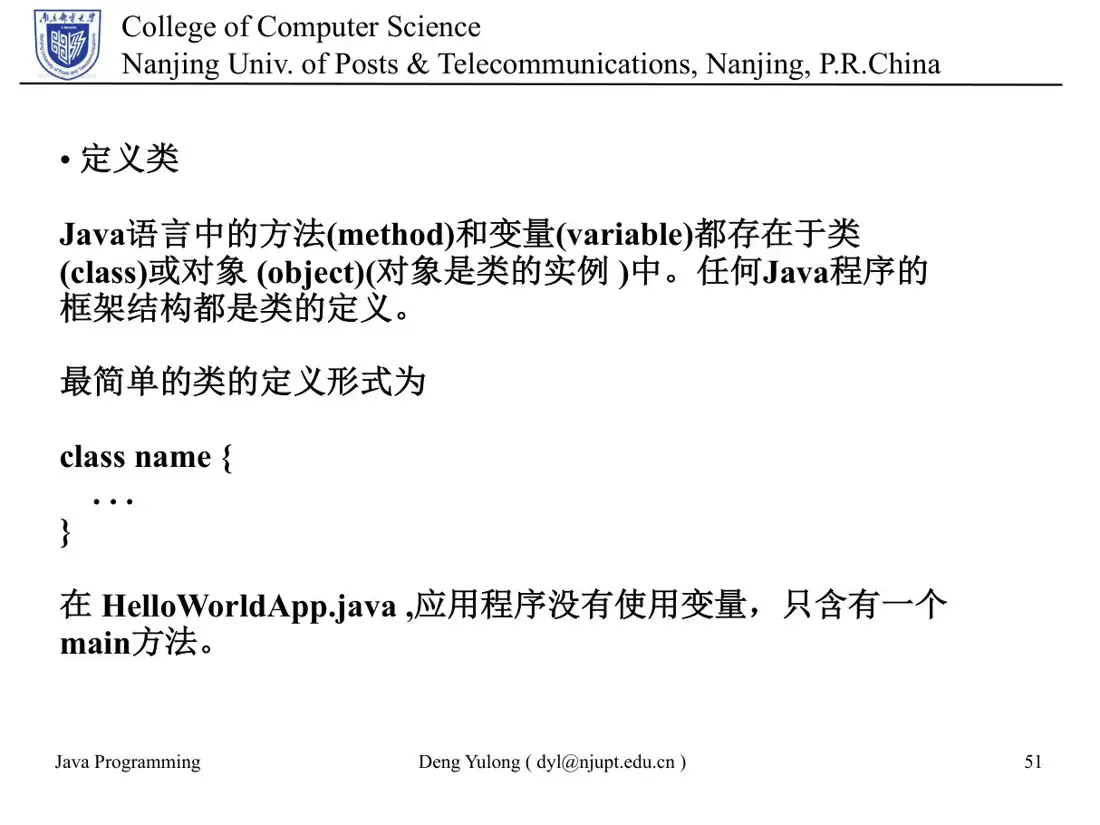 College of Computer Science
Nanjing Univ. of Posts & Telecommunications, Nanjing, P.R.China
• 定义类
Java语言中的方法(method)和变量(variable)都存在于类
(class)或对象 (object)(对象是类的实例 )中。任何Java程序的
框架结构都是类的定义。
最简单的类的定义形式为
class name {
. . .
}
在 HelloWorldApp.java ,应用程序没有使用变量，只含有一个
main方法。
Java Programming
Deng Yulong ( dyl@njupt.edu.cn )
51